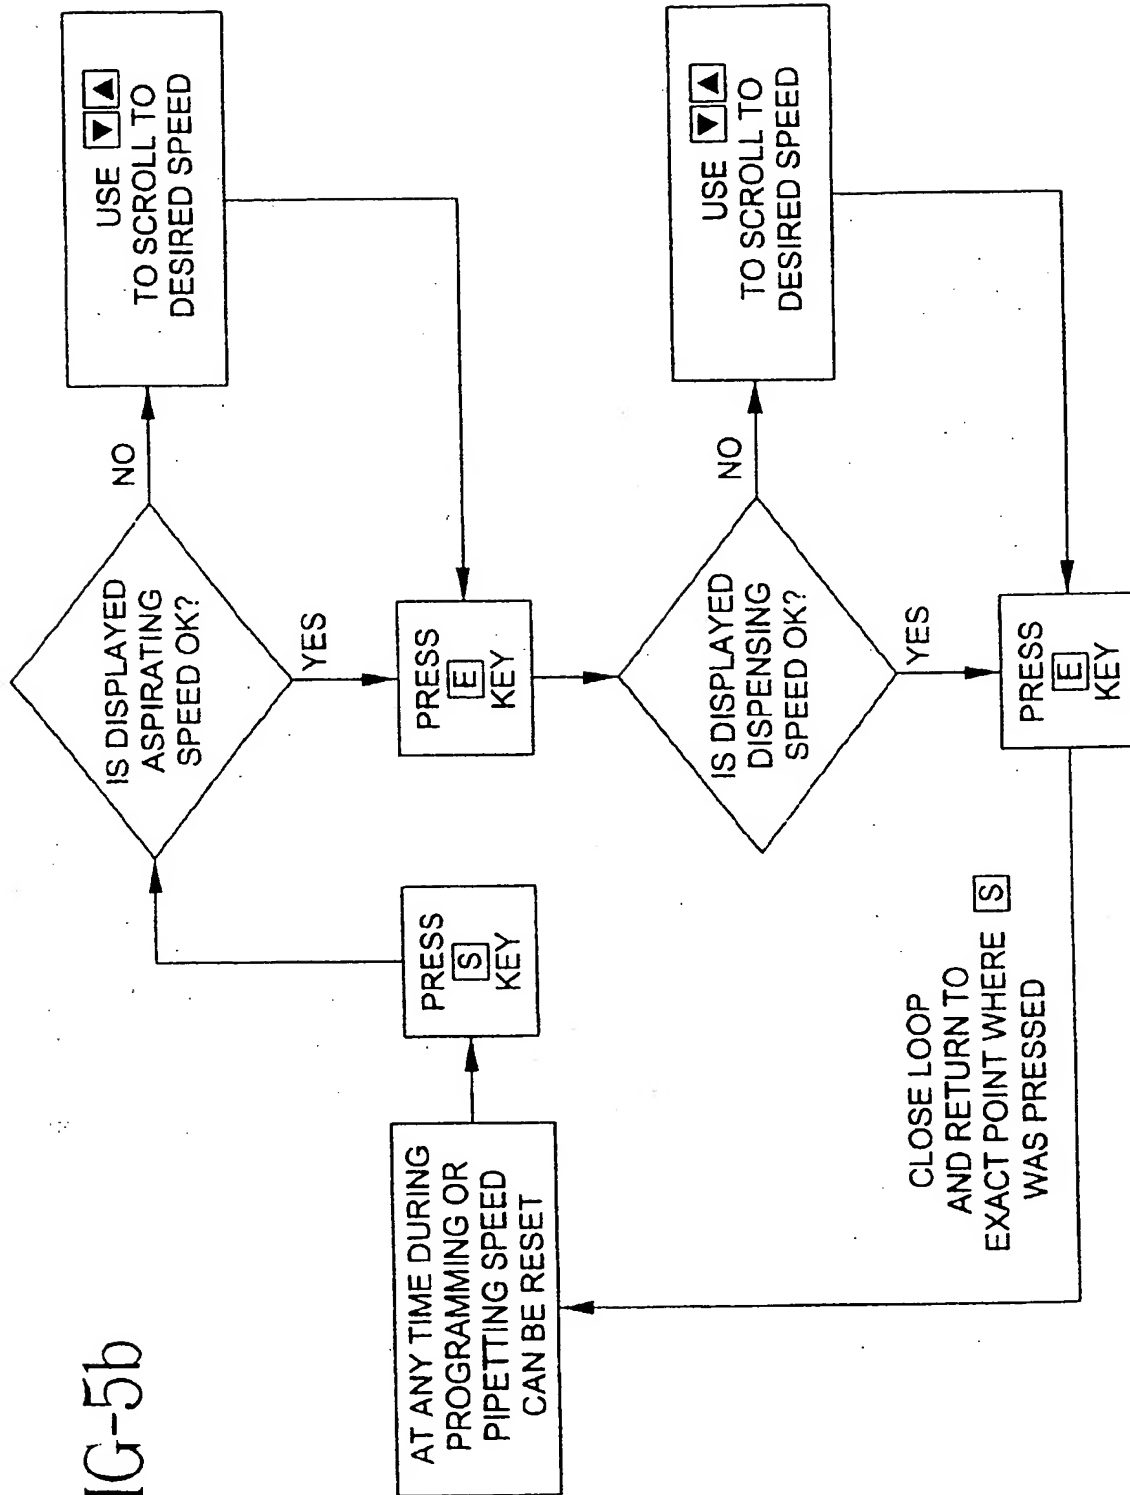 IG-5b
AT ANY TIME DURING
PROGRAMMING OR
PIPETTING SPEED
CAN BE RESET
PRESS
S
KEY
IS DISPLAYED
ASPIRATING
SPEED OK?
NO
USE ▼▲
TO SCROLL TO
DESIRED SPEED
YES
PRESS
E
KEY
IS DISPLAYED
DISPENSING
SPEED OK?
NO
USE ▼▲
TO SCROLL TO
DESIRED SPEED
YES
PRESS
E
KEY
CLOSE LOOP
AND RETURN TO
EXACT POINT WHERE S
WAS PRESSED